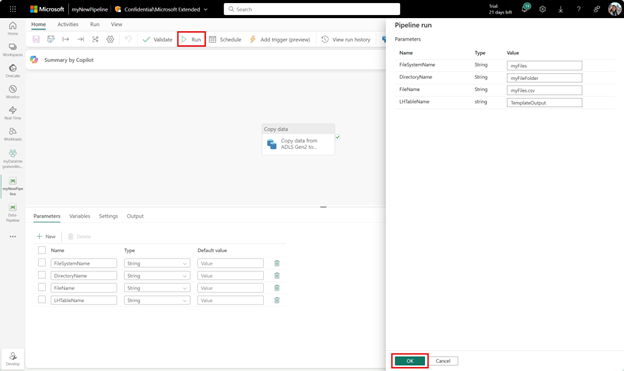 Microsoft
myNewPipeline
Confidential\Microsoft Extended
Search
Trial:
21 days left
Home
Activities
Run
View
Validate
Run
Schedule
Add trigger (preview)
View run history
Summary by Copilot
Home
Workspaces
OneLake
Monitor
Real-Time
Workloads
myNewPipe
line
Data-
Pipeline
Develop
Copy data
Copy data from
ADLS Gen2 to...
Parameters
Variables
Settings
Output
New
Delete
Name
Type
Default value
FileSystemName
String
Value
DirectoryName
String
Value
FileName
String
Value
LHTableName
String
Value
Pipeline run
Parameters
Name
Type
Value
FileSystemName
String
myFiles
DirectoryName
String
myFileFolder
FileName
String
myFiles.csv
LHTableName
string
TemplateOutput
OK
Cancel